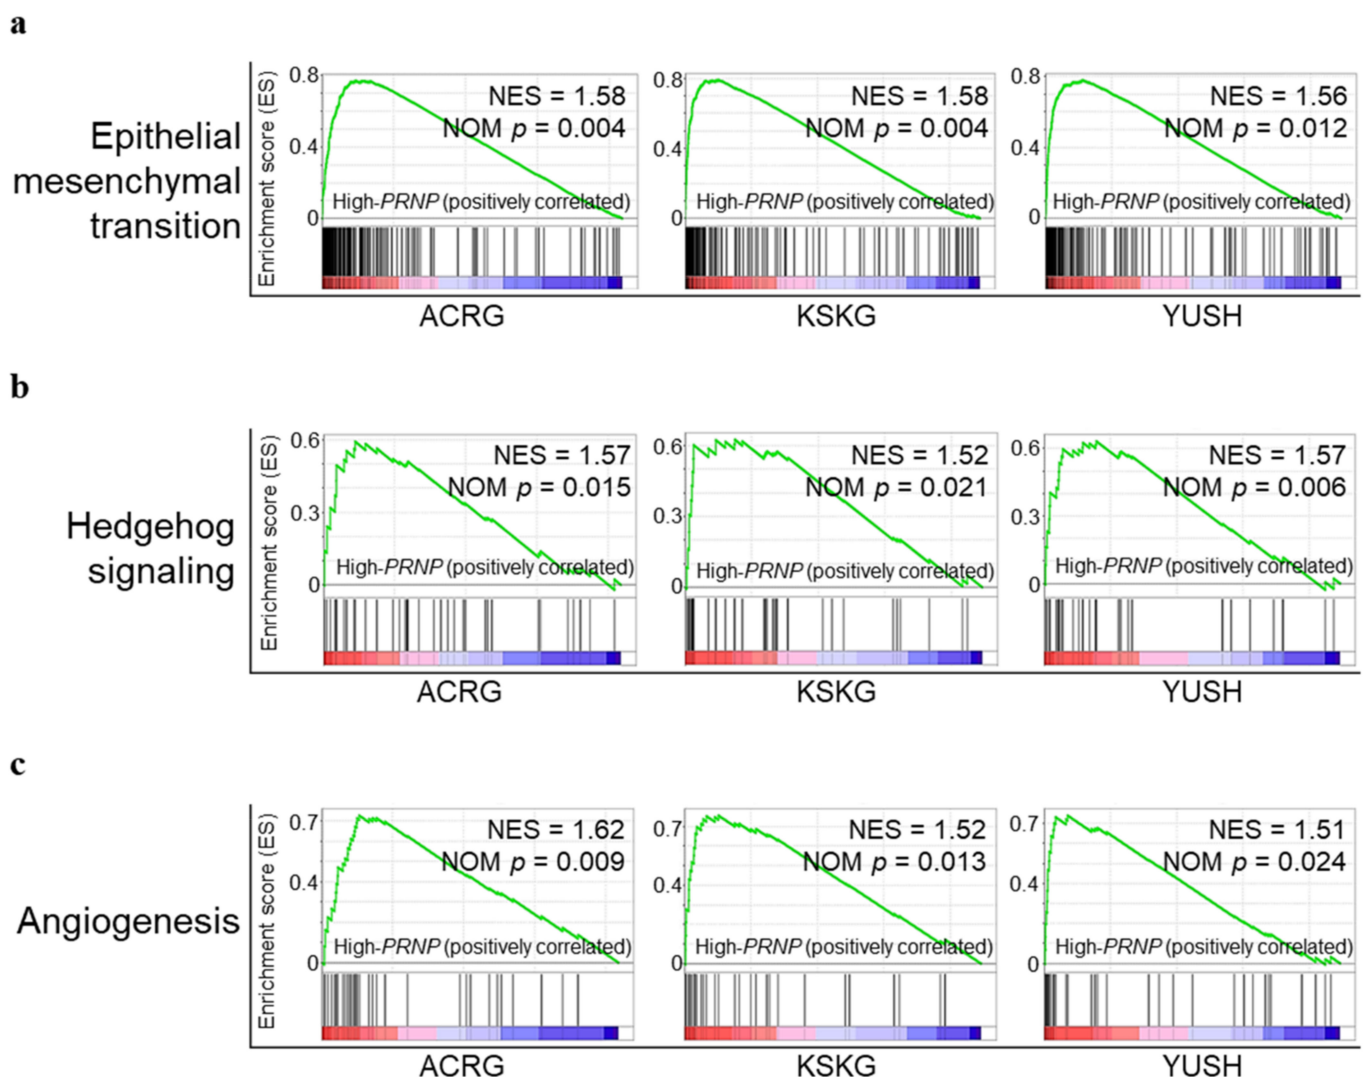 a
Epithelial
mesenchymal
transition
Enrichment score (ES)
0.8
0.4
0
NES = 1.58
NOM p = 0.004
High-PRNP (positively correlated)
ACRG
0.8
0.4
0
NES = 1.58
NOM p = 0.004
High-PRNP (positively correlated)
KSKG
0.8
0.4
0
NES = 1.56
NOM p = 0.012
High-PRNP (positively correlated)
YUSH
b
Hedgehog
signaling
Enrichment score (ES)
0.6
0.3
0
NES = 1.57
NOM p = 0.015
High-PRNP (positively correlated)
ACRG
0.6
0.3
0
NES = 1.52
NOM p = 0.021
High-PRNP (positively correlated)
KSKG
0.6
0.3
0
NES = 1.57
NOM p = 0.006
High-PRNP (positively correlated)
YUSH
c
Angiogenesis
Enrichment score (ES)
0.7
0.4
0
NES = 1.62
NOM p = 0.009
High-PRNP (positively correlated)
ACRG
0.7
0.4
0
NES = 1.52
NOM p = 0.013
High-PRNP (positively correlated)
KSKG
0.7
0.4
0
NES = 1.51
NOM p = 0.024
High-PRNP (positively correlated)
YUSH